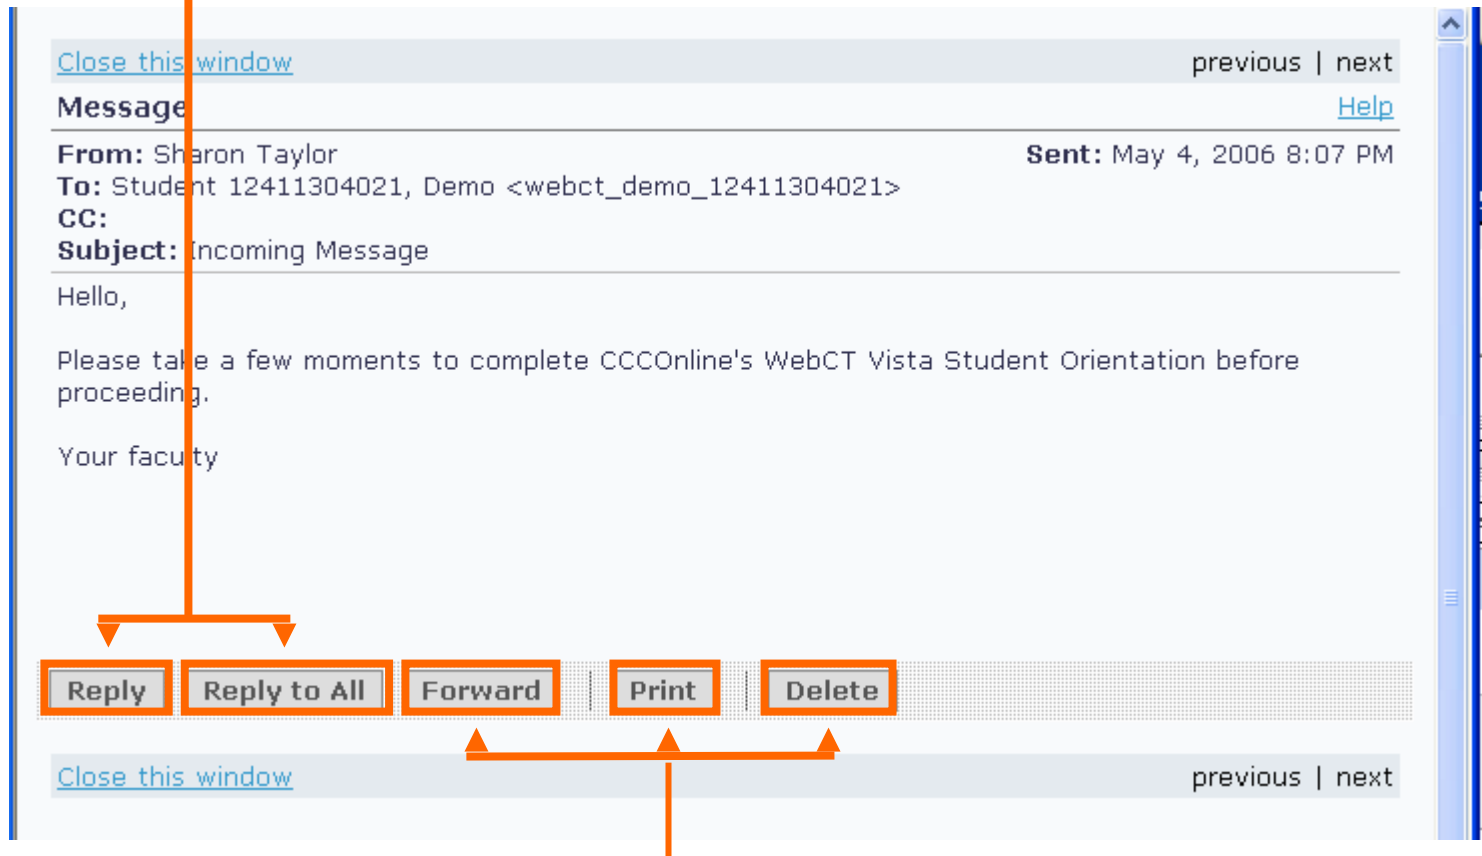 Close this window previous | next
Message Help
From: Sharon Taylor Sent: May 4, 2006 8:07 PM
To: Student 12411304021, Demo <webct_demo_12411304021>
CC:
Subject: Incoming Message
Hello,
Please take a few moments to complete CCCOnline's WebCT Vista Student Orientation before
proceeding.
Your faculty
Reply Reply to All Forward | Print | Delete
Close this window previous | next